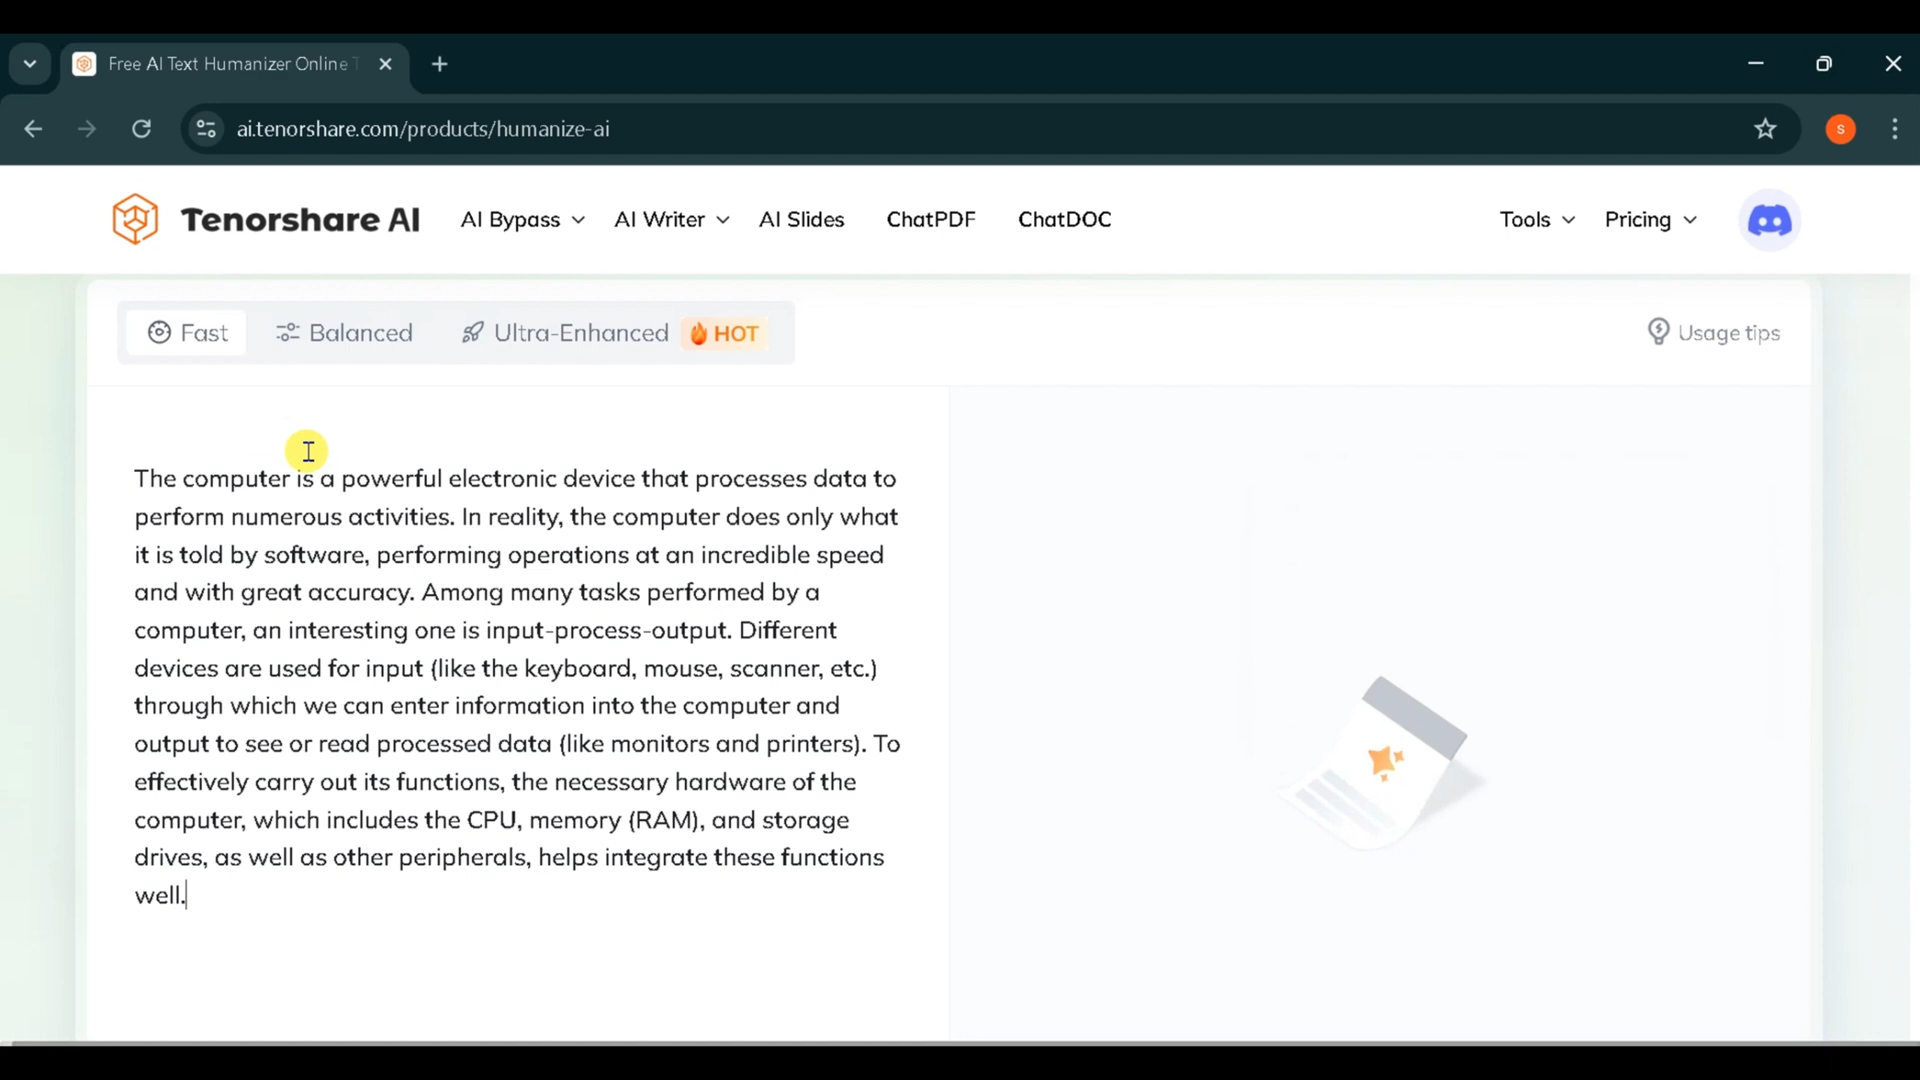 Free AI Text Humanizer Online T
ai.tenorshare.com/products/humanize-ai
S
Tenorshare AI
AI Bypass
AI Writer
AI Slides
ChatPDF
ChatDOC
Tools
Pricing
Fast
Balanced
Ultra-Enhanced
HOT
Usage tips
The computer is a powerful electronic device that processes data to
perform numerous activities. In reality, the computer does only what
it is told by software, performing operations at an incredible speed
and with great accuracy. Among many tasks performed by a
computer, an interesting one is input-process-output. Different
devices are used for input (like the keyboard, mouse, scanner, etc.)
through which we can enter information into the computer and
output to see or read processed data (like monitors and printers). To
effectively carry out its functions, the necessary hardware of the
computer, which includes the CPU, memory (RAM), and storage
drives, as well as other peripherals, helps integrate these functions
well.